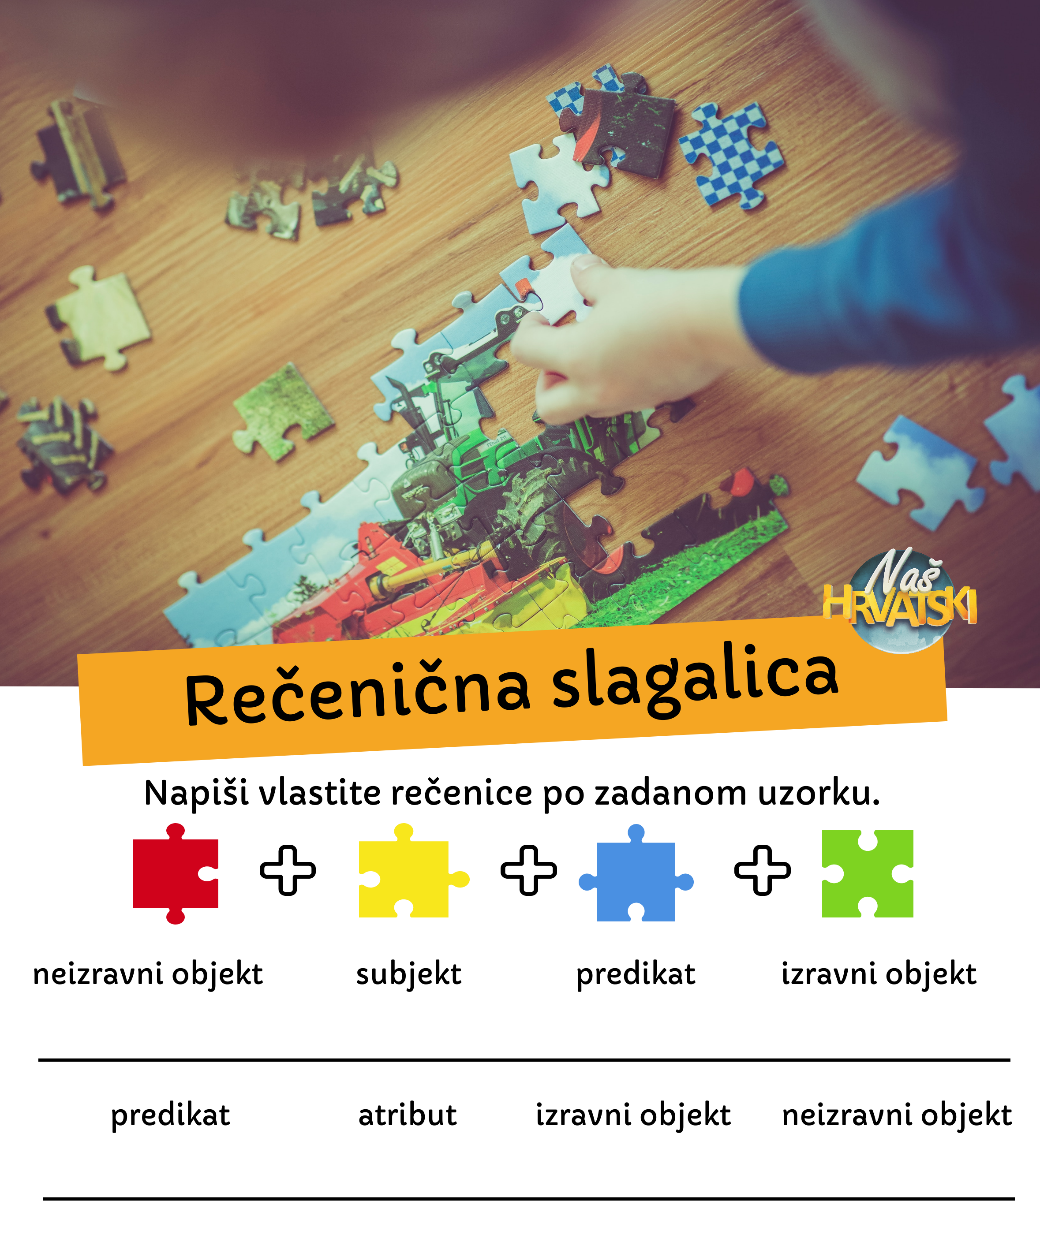 Naš
HRVATSKI
Rečenična slagalica
Napiši vlastite rečenice po zadanom uzorku.
neizravni objekt subjekt predikat izravni objekt
predikat atribut izravni objekt neizravni objekt